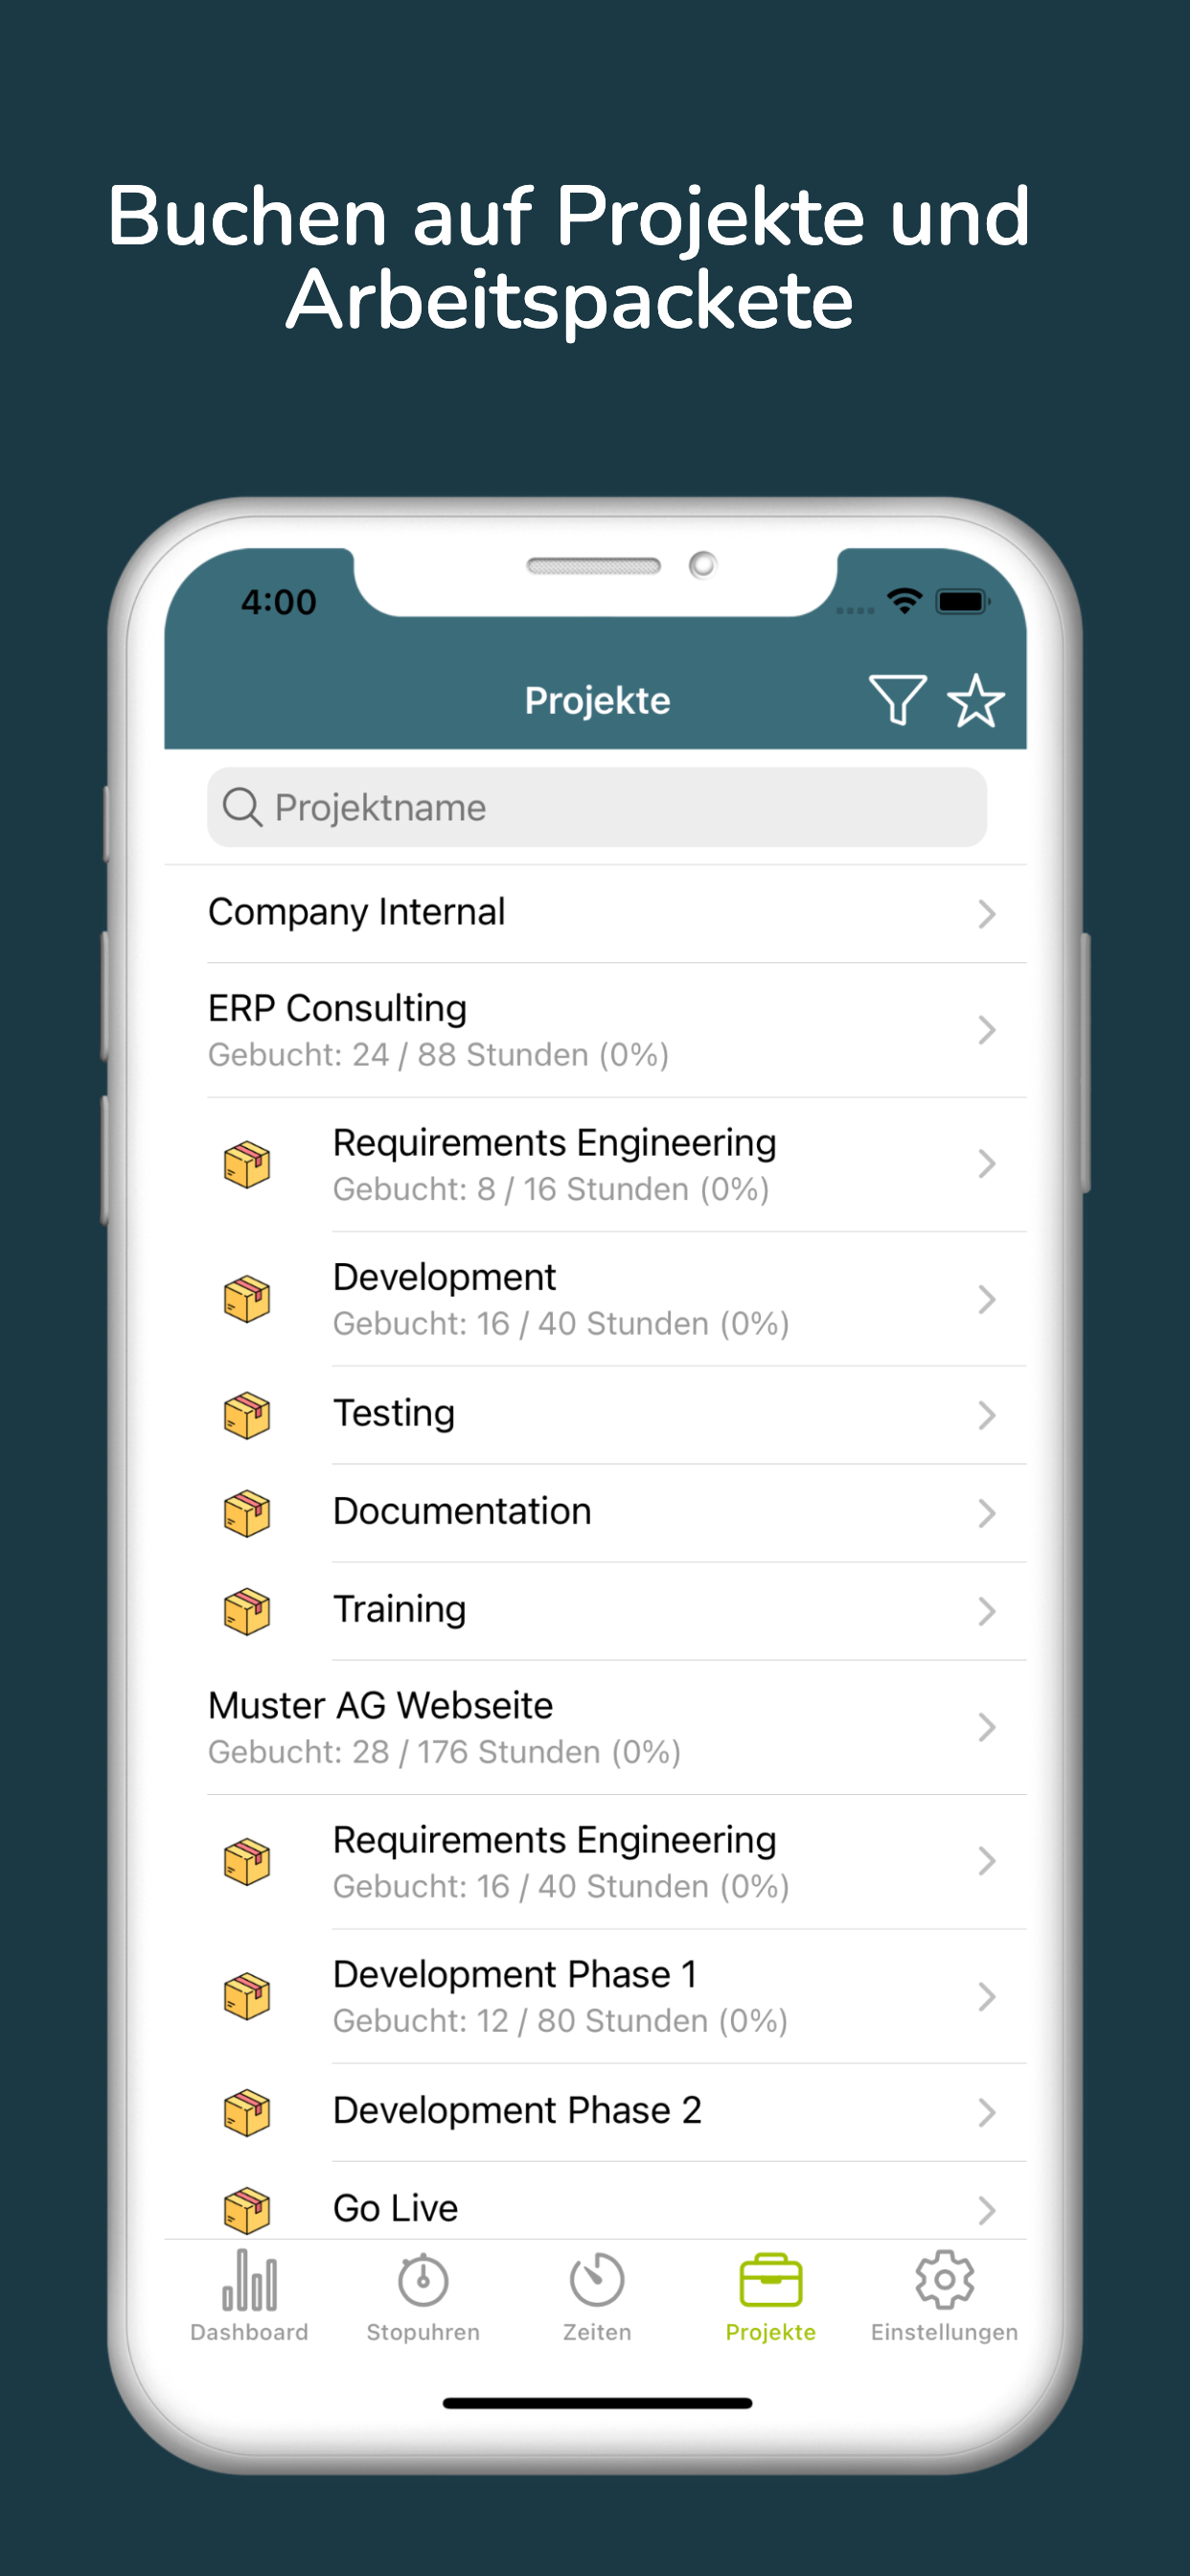 Buchen auf Projekte und
Arbeitspackete
4:00
Projekte
Projektname
Company Internal
ERP Consulting
Gebucht: 24 / 88 Stunden (0%)
Requirements Engineering
Gebucht: 8 / 16 Stunden (0%)
Development
Gebucht: 16 / 40 Stunden (0%)
Testing
Documentation
Training
Muster AG Webseite
Gebucht: 28 / 176 Stunden (0%)
Requirements Engineering
Gebucht: 16 / 40 Stunden (0%)
Development Phase 1
Gebucht: 12 / 80 Stunden (0%)
Development Phase 2
Go Live
Dashboard Stopuhren Zeiten Projekte Einstellungen